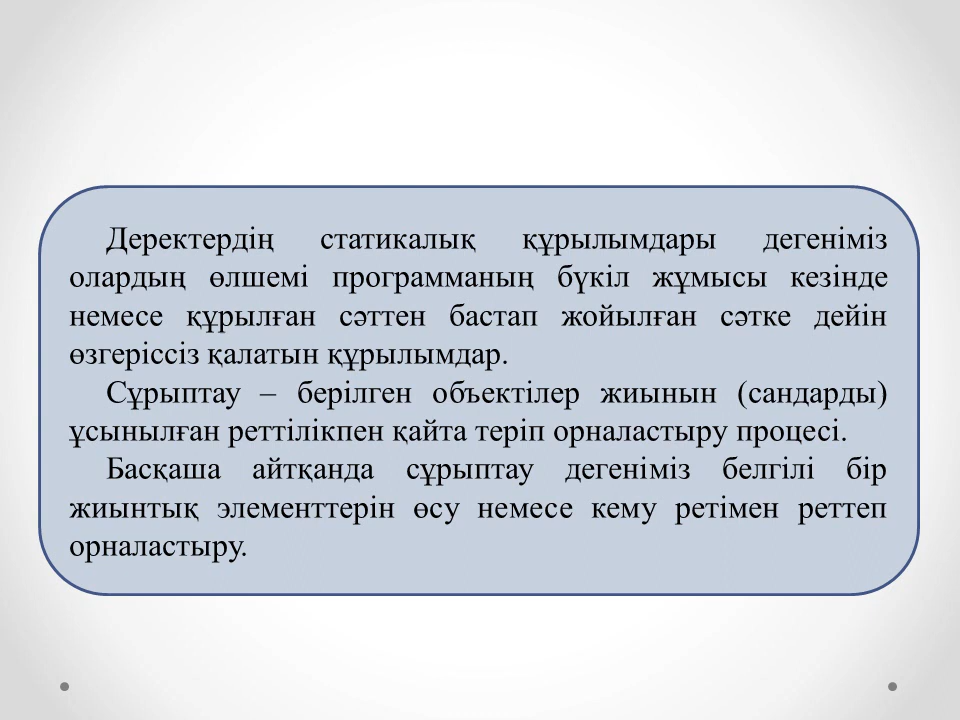 Деректердің статикалық құрылымдары дегеніміз
олардың өлшемі программаның бүкіл жұмысы кезінде
немесе құрылған сәттен бастап жойылған сәтке дейін
өзгеріссіз қалатын құрылымдар.
Сұрыптау – берілген объектілер жиынын (сандарды)
ұсынылған реттілікпен қайта теріп орналастыру процесі.
Басқаша айтқанда сұрыптау дегеніміз белгілі бір
жиынтық элементтерін өсу немесе кему ретімен реттеп
орналастыру.